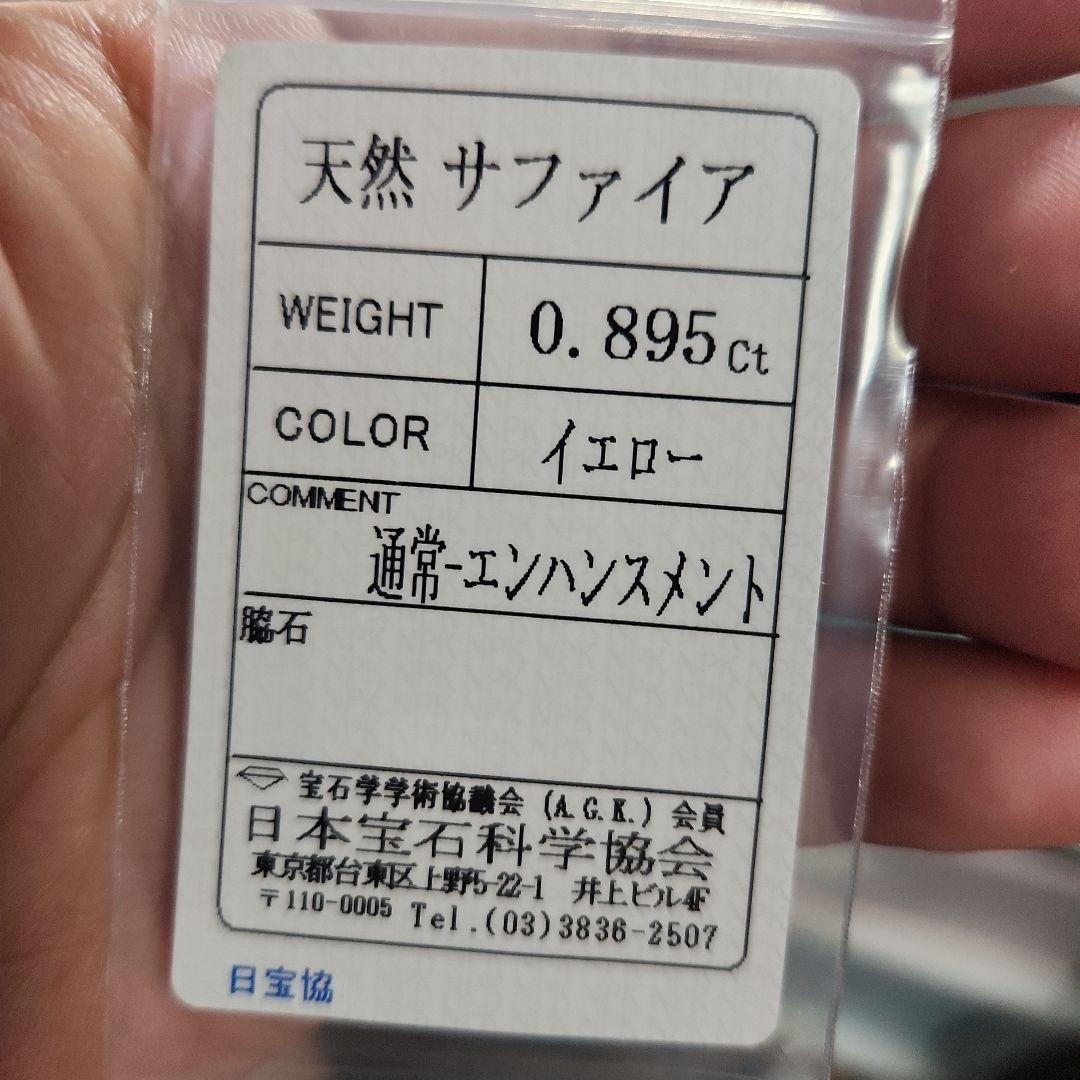 天然 サファイア
WEIGHT 0.895ct
COLOR イエロー
COMMENT
通常-エンハンスメント
脇石
宝石学学術協議会 (A.G.K.) 会員
日本宝石科学協会
東京都台東区上野5-22-1 井上ビル4F
〒110-0005 Tel.(03)3836-2507
日宝協